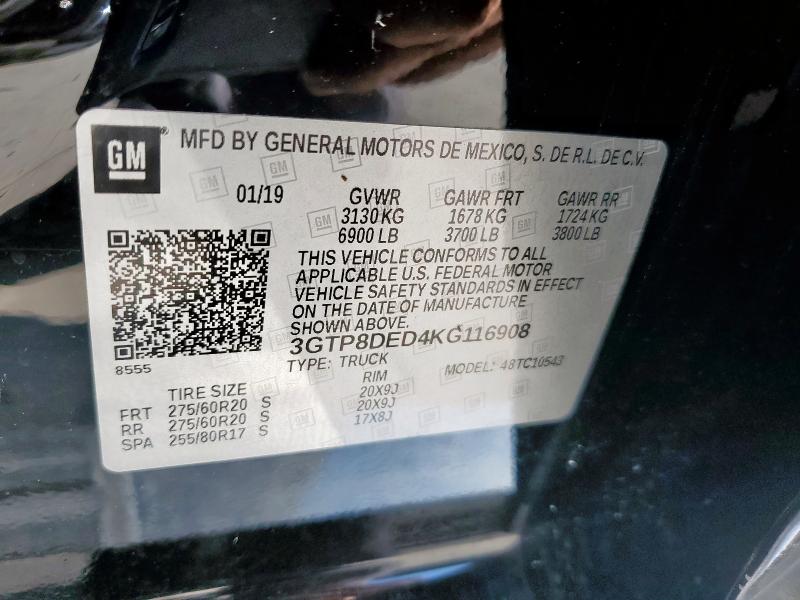 GM® MFD BY GENERAL MOTORS DE MEXICO, S. DE R.L. DE C.V.
01/19 GVWR GAWR FRT GAWR RR
3130 KG 1678 KG 1724 KG
6900 LB 3700 LB 3800 LB
THIS VEHICLE CONFORMS TO ALL
APPLICABLE U.S. FEDERAL MOTOR
VEHICLE SAFETY STANDARDS IN EFFECT
ON THE DATE OF MANUFACTURE
SHOWN ABOVE.
3GTP8DED4KG116908
8555 TYPE: TRUCK MODEL: 48TC10543
TIRE SIZE RIM
FRT 275/60R20 S 20X9J
RR 275/60R20 S 20X9J
SPA 255/80R17 S 17X8J